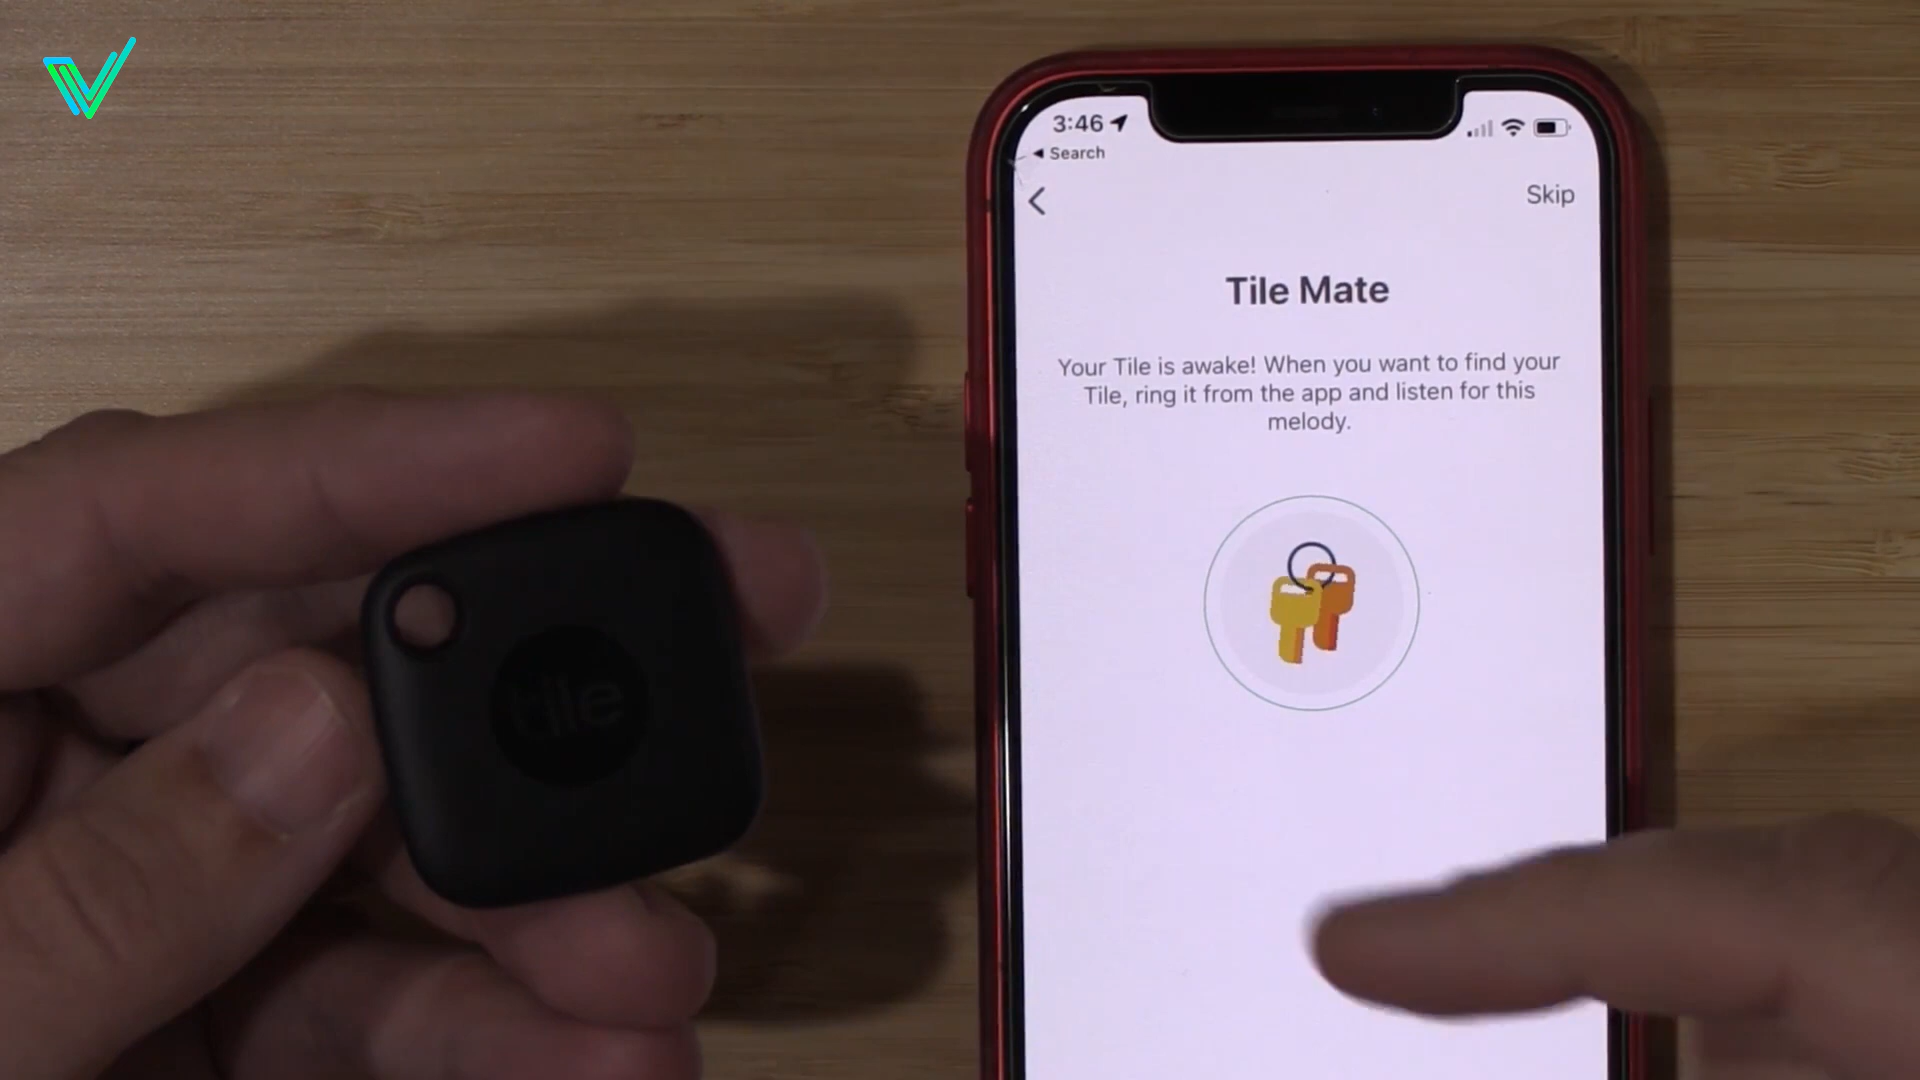 3:46
Search
Skip
Tile Mate
Your Tile is awake! When you want to find your
Tile, ring it from the app and listen for this
melody.
tile